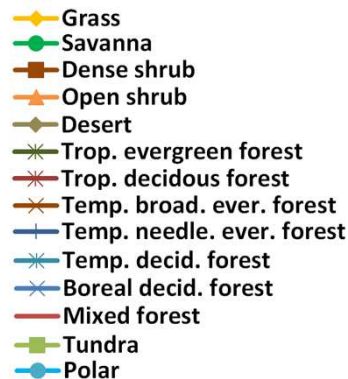 Grass
Savanna
Dense shrub
Open shrub
Desert
Trop. evergreen forest
Trop. decidous forest
Temp. broad. ever. forest
Temp. needle. ever. forest
Temp. decid. forest
Boreal decid. forest
Mixed forest
Tundra
Polar